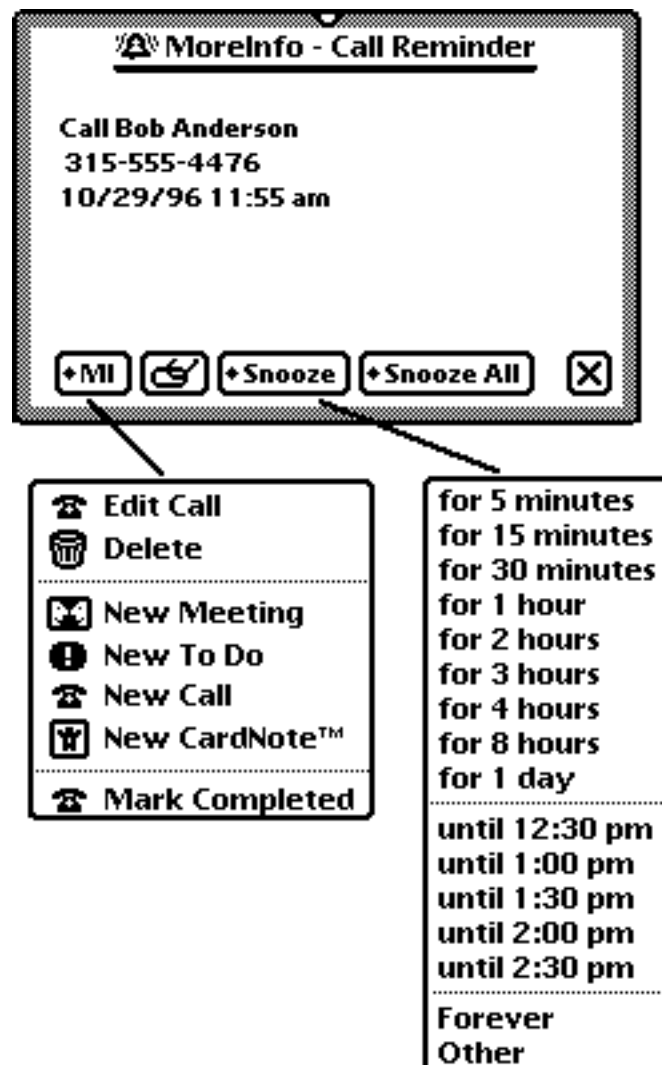 MoreInfo - Call Reminder
Call Bob Anderson
315-555-4476
10/29/96 11:55 am
MI
Snooze
Snooze All
Edit Call
Delete
New Meeting
New To Do
New Call
New CardNote™
Mark Completed
for 5 minutes
for 15 minutes
for 30 minutes
for 1 hour
for 2 hours
for 3 hours
for 4 hours
for 8 hours
for 1 day
until 12:30 pm
until 1:00 pm
until 1:30 pm
until 2:00 pm
until 2:30 pm
Forever
Other